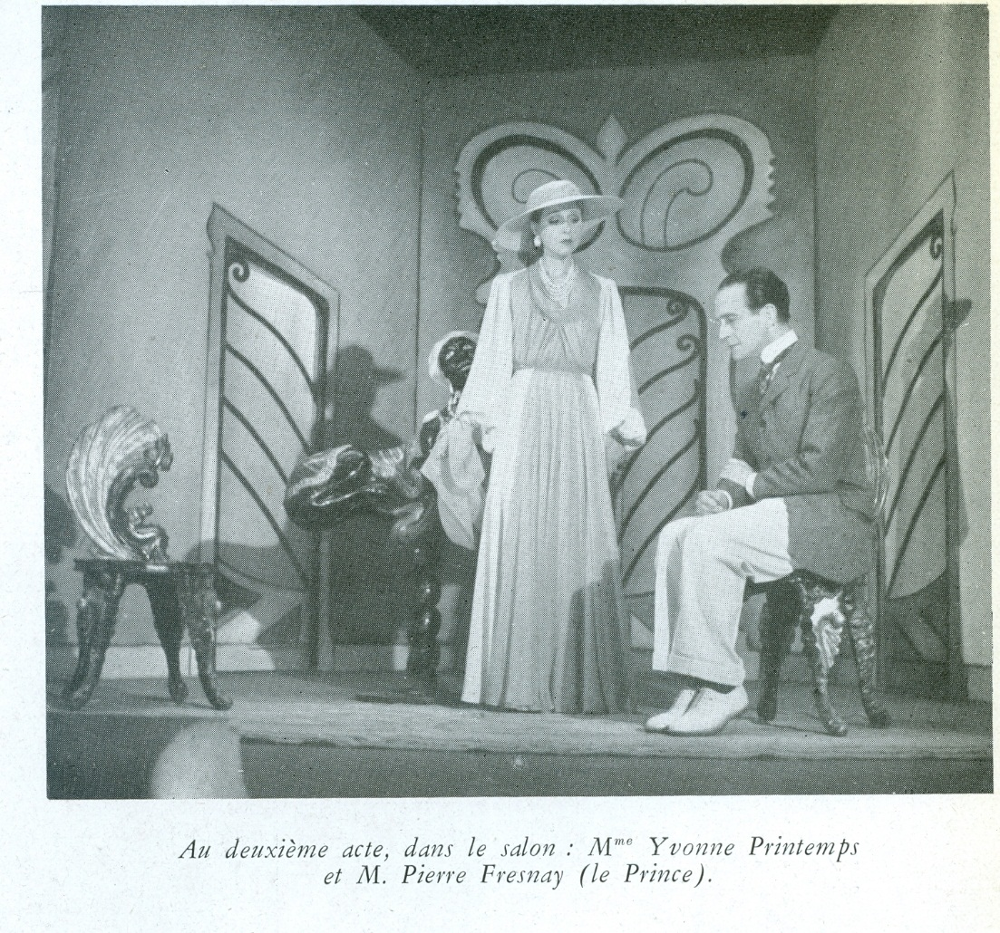 Au deuxième acte, dans le salon : Mme Yvonne Printemps
et M. Pierre Fresnay (le Prince).